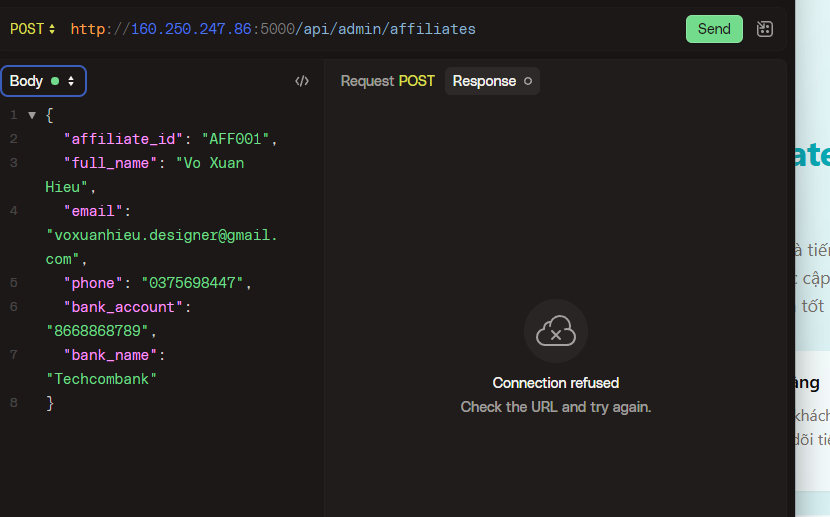 POST http://160.250.247.86:5000/api/admin/affiliates Send
Body
Request POST Response
1 {
2 "affiliate_id": "AFF001",
3 "full_name": "Vo Xuan
Hieu",
4 "email":
"voxuanhieu.designer@gmail.
com",
5 "phone": "0375698447",
6 "bank_account":
"8668868789",
7 "bank_name":
"Techcombank"
8 }
Connection refused
Check the URL and try again.
ate
à tiến
cập
tốt
àng
khách
dõi tiế